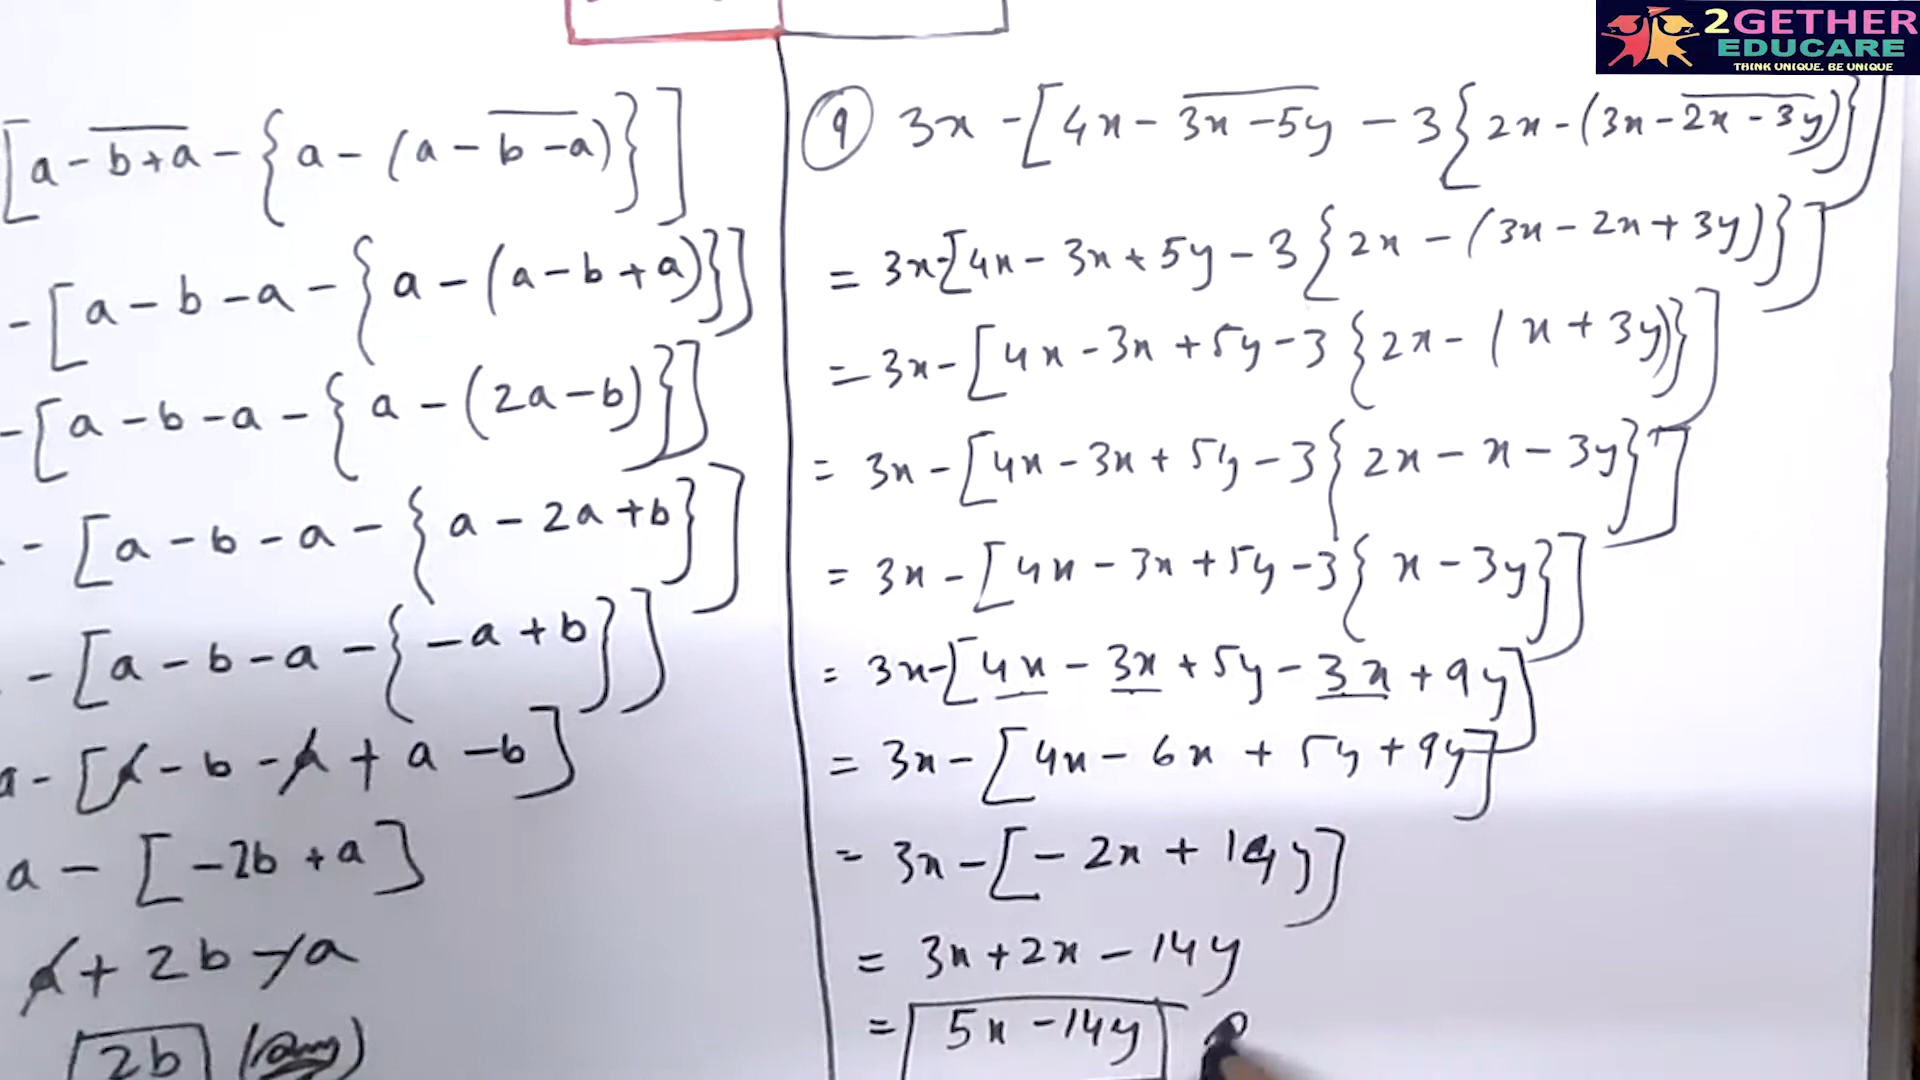 2GETHER
EDUCARE
THINK UNIQUE. BE UNIQUE
[a - b+a - {a - (a - b-a)}]
- [a - b - a - {a - (a - b + a)}]
- [a - b - a - {a - (2a - b)}]
- [a - b - a - {a - 2a + b}]
- [a - b - a - {-a + b}]
a - [a - b - a + a - b]
a - [-2b + a]
a + 2b - a
2b (Ans)
9 3x - [4x - 3x - 5y - 3{2x - (3x - 2x - 3y)}]
= 3x - [4x - 3x + 5y - 3{2x - (3x - 2x + 3y)}]
= 3x - [4x - 3x + 5y - 3{2x - (x + 3y)}]
= 3x - [4x - 3x + 5y - 3{2x - x - 3y}]
= 3x - [4x - 3x + 5y - 3{x - 3y}]
= 3x - [4x - 3x + 5y - 3x + 9y]
= 3x - [4x - 6x + 5y + 9y]
= 3x - [-2x + 14y]
= 3x + 2x - 14y
= 5x - 14y